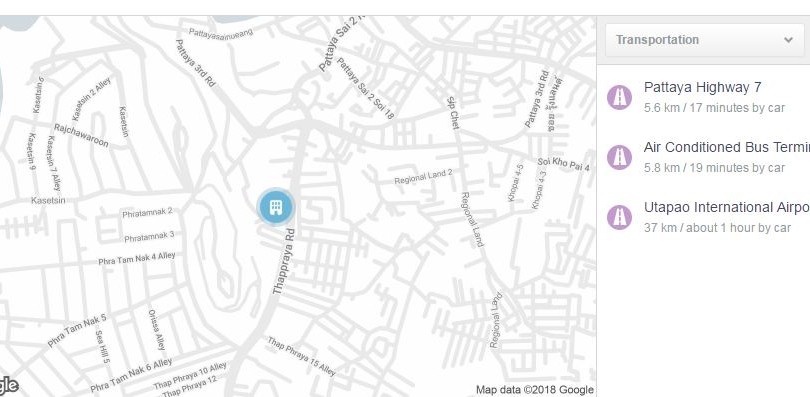 Pattayasainueang
Pattaya Sai 2
Pattaya 3rd Rd
Pattaya Sai 2 Soi 18
Kasetsin 6
Kasetsin 2 Alley
Kasetsin
Rajchawaroon
Kasetsin 9
Kasetsin 7 Alley
Kasetsin
Sip Chet
Pattaya 3rd Rd
Soi Kho Pai 4
Regional Land 2
Khopai 4-5
Khopai 4-3
Regional Land
Phratamnak 2
Phratamnak 3
Phra Tam Nak 4 Alley
Thappraya Rd
Regional Land
Phra Tam Nak 5
Sea Hill 5
Orissa Alley
Phra Tam Nak 6 Alley
Thap Phraya 10 Alley
Thap Phraya 12
Thap Phraya 15 Alley
gle
Map data ©2018 Google
Transportation
Pattaya Highway 7
5.6 km / 17 minutes by car
Air Conditioned Bus Termi
5.8 km / 19 minutes by car
Utapao International Airpo
37 km / about 1 hour by car